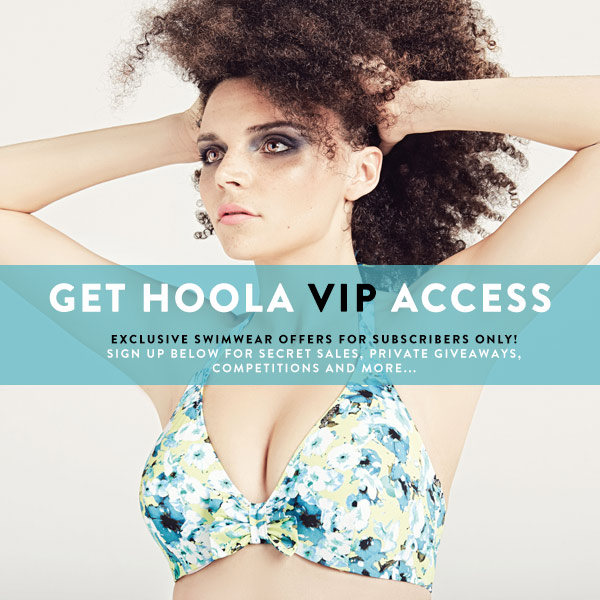 GET HOOLA VIP ACCESS
EXCLUSIVE SWIMWEAR OFFERS FOR SUBSCRIBERS ONLY!
SIGN UP BELOW FOR SECRET SALES, PRIVATE GIVEAWAYS,
COMPETITIONS AND MORE...